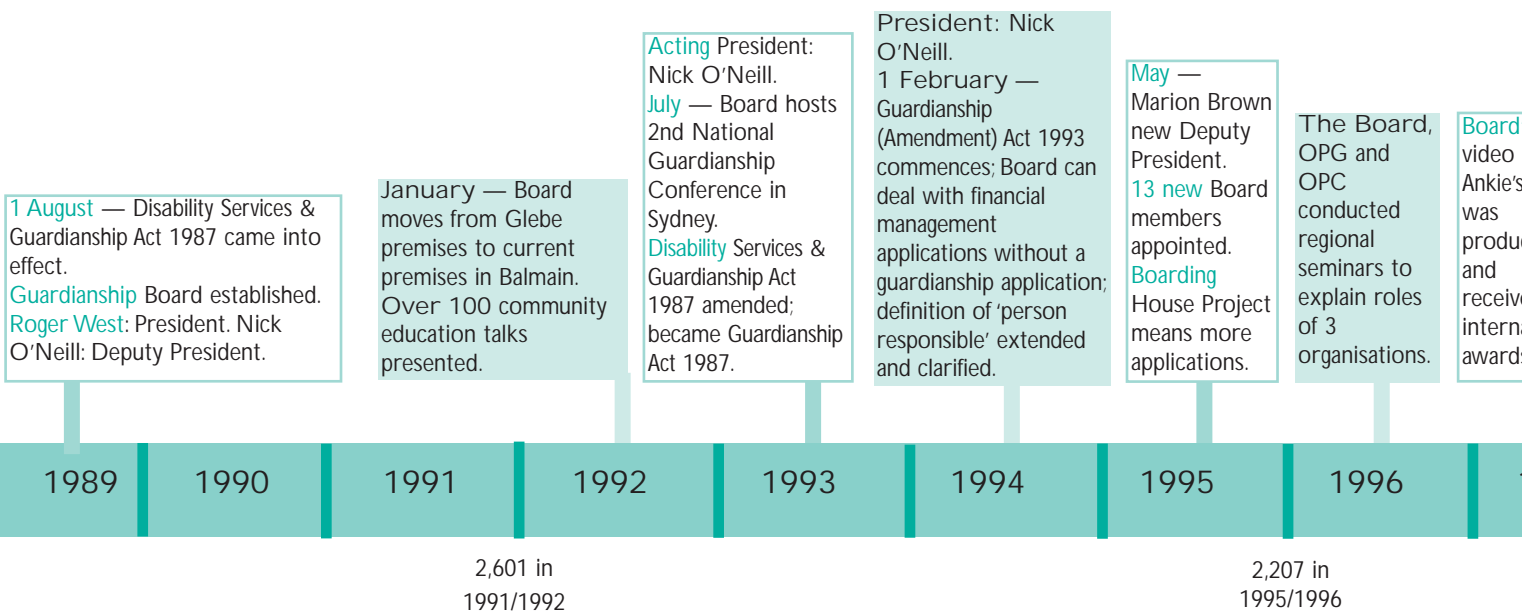 1 August — Disability Services &
Guardianship Act 1987 came into
effect.
Guardianship Board established.
Roger West: President. Nick
O'Neill: Deputy President.
January — Board
moves from Glebe
premises to current
premises in Balmain.
Over 100 community
education talks
presented.
Acting President:
Nick O'Neill.
July — Board hosts
2nd National
Guardianship
Conference in
Sydney.
Disability Services &
Guardianship Act
1987 amended;
became Guardianship
Act 1987.
President: Nick
O'Neill.
1 February —
Guardianship
(Amendment) Act 1993
commences; Board can
deal with financial
management
applications without a
guardianship application;
definition of 'person
responsible' extended
and clarified.
May —
Marion Brown
new Deputy
President.
13 new Board
members
appointed.
Boarding
House Project
means more
applications.
The Board,
OPG and
OPC
conducted
regional
seminars to
explain roles
of 3
organisations.
Board
video
Ankie's
was
and
1989 1990 1991 1992 1993 1994 1995 1996
2,601 in
1991/1992
2,207 in
1995/1996